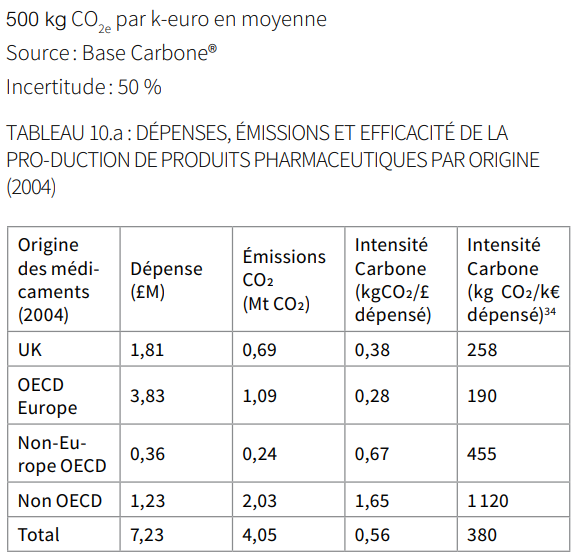 500 kg CO2e par k-euro en moyenne
Source : Base Carbone®
Incertitude : 50 %
TABLEAU 10.a : DÉPENSES, ÉMISSIONS ET EFFICACITÉ DE LA
PRO-DUCTION DE PRODUITS PHARMACEUTIQUES PAR ORIGINE
(2004)
Origine
des médi-
caments
(2004)
Dépense
(£M)
Émissions
CO2
(Mt CO2)
Intensité
Carbone
(kgCO2/£
dépensé)
Intensité
Carbone
(kg CO2/k€
dépensé)34
UK 1,81 0,69 0,38 258
OECD
Europe
3,83 1,09 0,28 190
Non-Eu-
rope OECD
0,36 0,24 0,67 455
Non OECD 1,23 2,03 1,65 1 120
Total 7,23 4,05 0,56 380